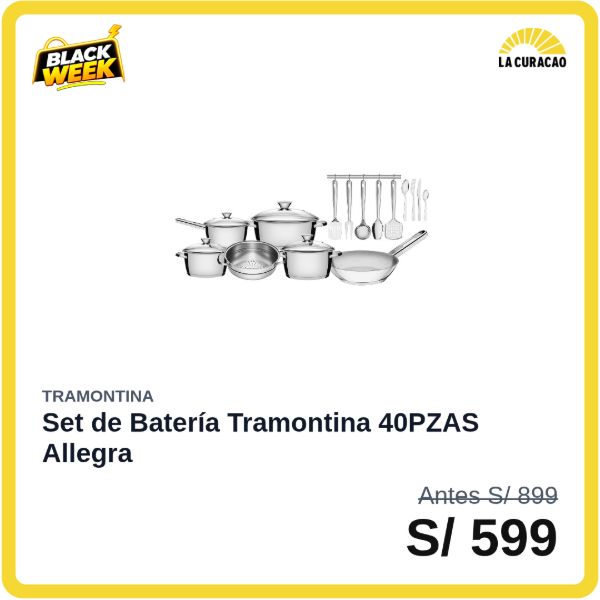 BLACK
WEEK
LA CURACAO
TRAMONTINA
Set de Batería Tramontina 40PZAS
Allegra
Antes S/ 899
S/ 599